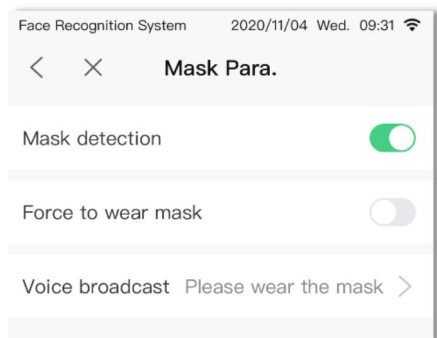 Face Recognition System 2020/11/04 Wed. 09:31
Mask Para.
Mask detection
Force to wear mask
Voice broadcast Please wear the mask